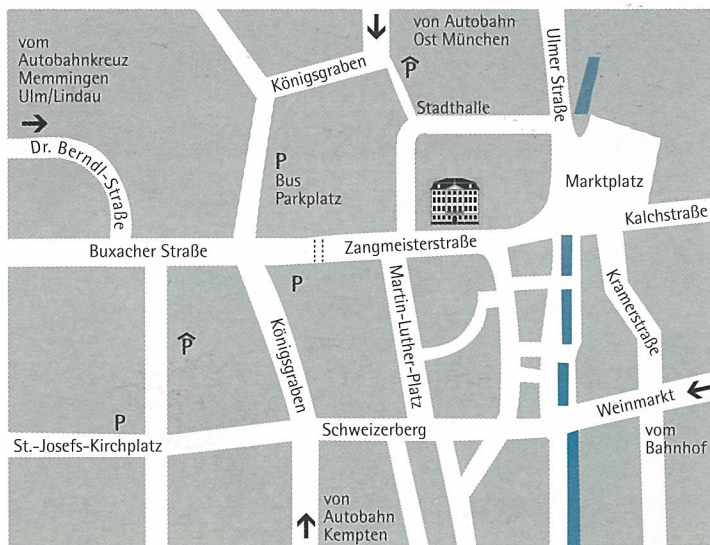 vom
Autobahnkreuz
Memmingen
Ulm/Lindau
von Autobahn
Ost München
Ulmer Straße
Königsgraben
P
Stadthalle
Dr. Berndl-Straße
P
Bus
Parkplatz
Marktplatz
Kalchstraße
Buxacher Straße
Zangmeisterstraße
P
Martin-Luther-Platz
Kramerstraße
Königsgraben
P
P
Weinmarkt
St.-Josefs-Kirchplatz
Schweizerberg
vom
Bahnhof
von
Autobahn
Kempten